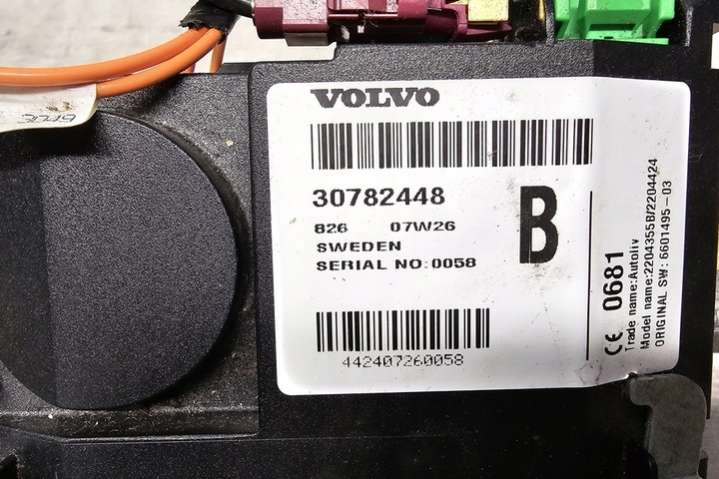 VOLVO
30782448
826 07W26
SWEDEN
SERIAL NO:0058
B
442407260058
CE 0681
Trade name:Autoliv
Model name:2204355B/2204424
ORIGINAL SW: 6601495-03